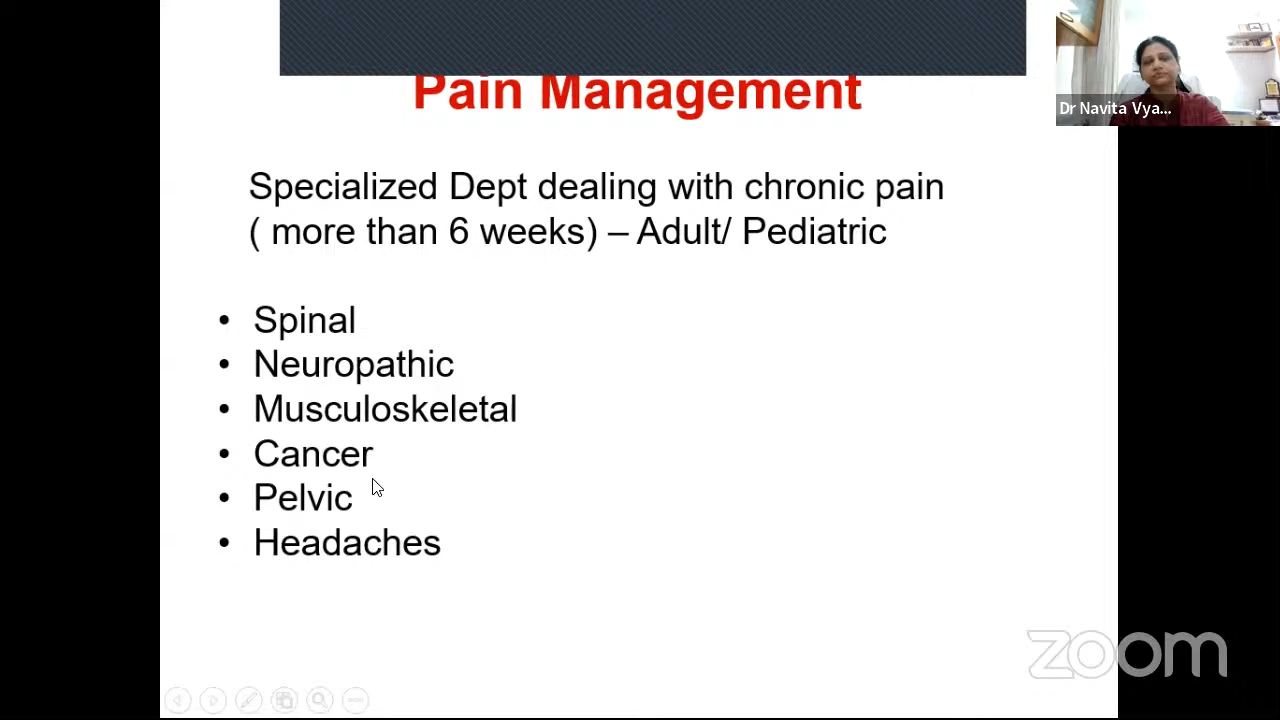 Pain Management
Dr Navita Vya...
Specialized Dept dealing with chronic pain
( more than 6 weeks) – Adult/ Pediatric
• Spinal
• Neuropathic
• Musculoskeletal
• Cancer
• Pelvic
• Headaches
zoom